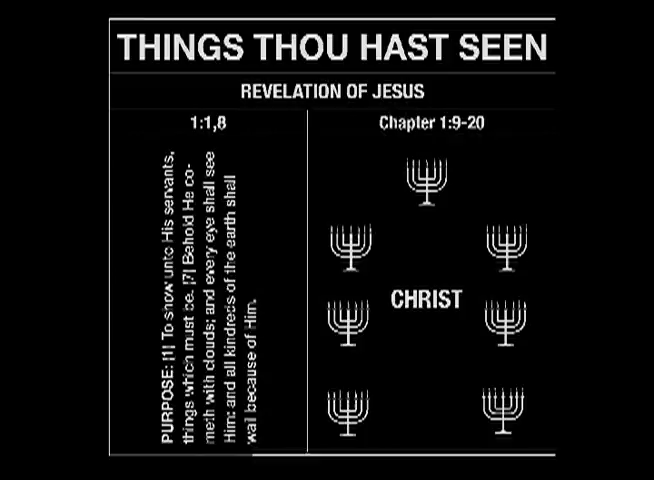 THINGS THOU HAST SEEN
REVELATION OF JESUS
1:1,8
Chapter 1:9-20
PURPOSE: [1] To show unto His servants,
things which must be. [7] Behold He co-
meth with clouds; and every eye shall see
Him: and all kindreds of the earth shall
wail because of Him.
CHRIST